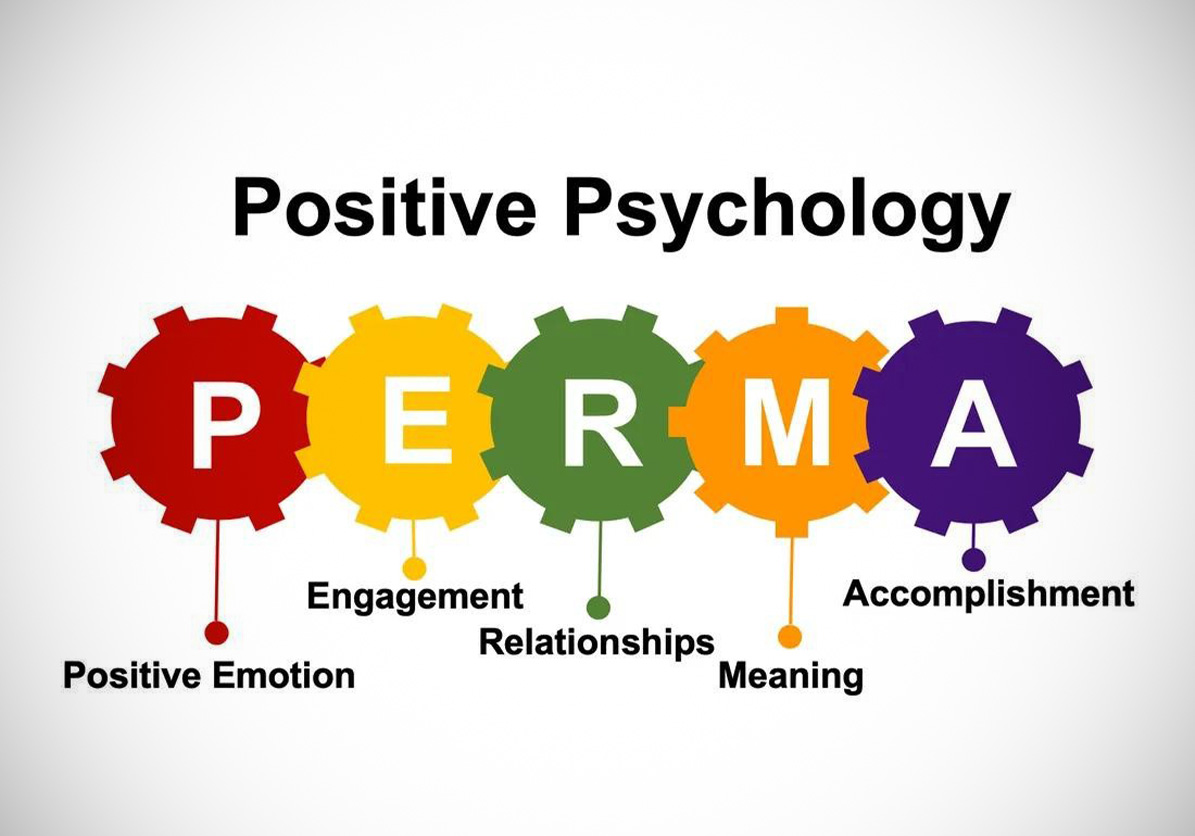 Positive Psychology
P E R M A
Engagement
Accomplishment
Relationships
Positive Emotion
Meaning